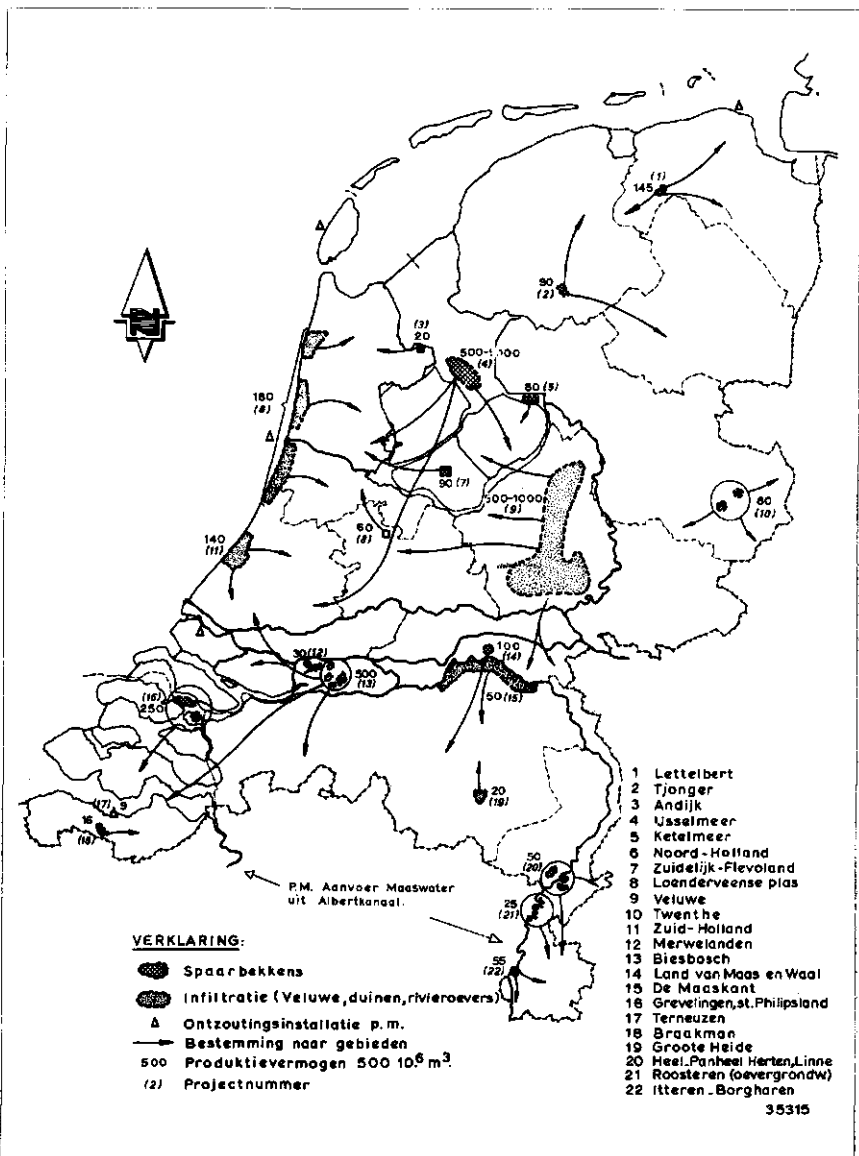 (1)
145
90
(2)
(3)
20
500-1000
(4)
80 (5)
180
(6)
90 (7)
500-1000
(9)
60
(8)
80
(10)
140
(11)
30 (12)
100
(14)
500
(13)
50 (15)
(16)
250
(17) 9
16
(18)
20
(19)
50
(20)
25
(21)
55
(22)
N
P.M. Aanvoer Maaswater
uit Albertkanaal.
VERKLARING:
Spaarbekkens
Infiltratie (Veluwe, duinen, rivieroevers)
Ontzoutingsinstallatie p.m.
Bestemming naar gebieden
500 Produktievermogen 500 10.⁶ m³.
(2) Projectnummer
1 Lettelbert
2 Tjonger
3 Andijk
4 IJsselmeer
5 Ketelmeer
6 Noord-Holland
7 Zuidelijk-Flevoland
8 Loenderveense plas
9 Veluwe
10 Twenthe
11 Zuid-Holland
12 Merwelanden
13 Biesbosch
14 Land van Maas en Waal
15 De Maaskant
16 Grevelingen, st. Philipsland
17 Terneuzen
18 Braakman
19 Groote Heide
20 Heel_Panheel Herten, Linne
21 Roosteren (oevergrondw)
22 Itteren_Borgharen
35315